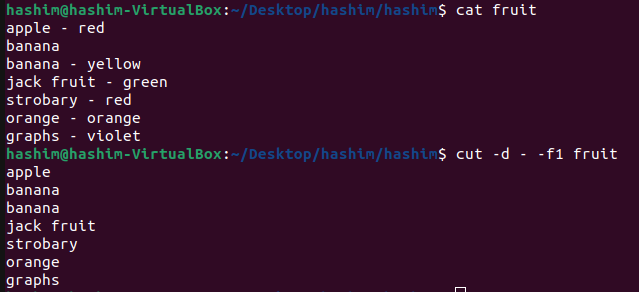 hashim@hashim-VirtualBox:~/Desktop/hashim/hashim$ cat fruit
apple - red
banana
banana - yellow
jack fruit - green
strobary - red
orange - orange
graphs - violet
hashim@hashim-VirtualBox:~/Desktop/hashim/hashim$ cut -d - -f1 fruit
apple
banana
banana
jack fruit
strobary
orange
graphs